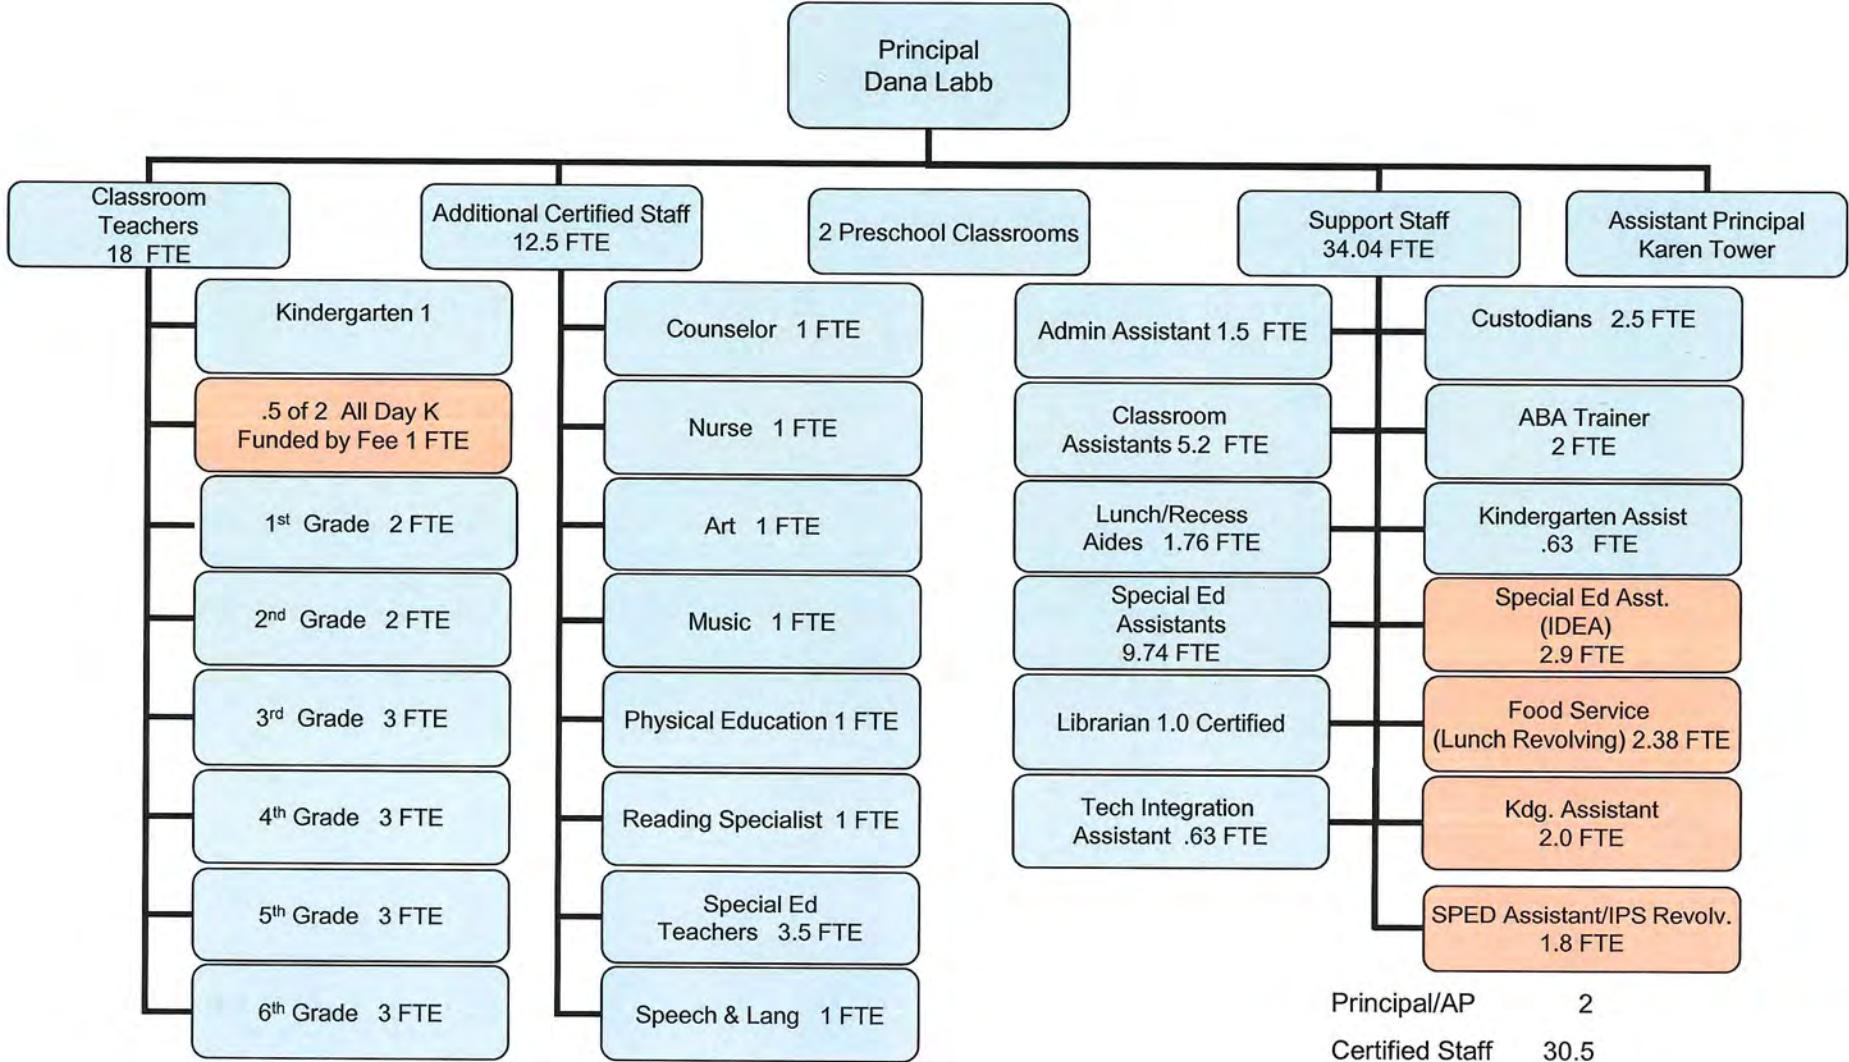 Principal
Dana Labb
Classroom
Teachers
18 FTE
Additional Certified Staff
12.5 FTE
2 Preschool Classrooms
Support Staff
34.04 FTE
Assistant Principal
Karen Tower
Kindergarten 1
.5 of 2 All Day K
Funded by Fee 1 FTE
1st Grade 2 FTE
2nd Grade 2 FTE
3rd Grade 3 FTE
4th Grade 3 FTE
5th Grade 3 FTE
6th Grade 3 FTE
Counselor 1 FTE
Nurse 1 FTE
Art 1 FTE
Music 1 FTE
Physical Education 1 FTE
Reading Specialist 1 FTE
Special Ed
Teachers 3.5 FTE
Speech & Lang 1 FTE
Admin Assistant 1.5 FTE
Classroom
Assistants 5.2 FTE
Lunch/Recess
Aides 1.76 FTE
Special Ed
Assistants
9.74 FTE
Librarian 1.0 Certified
Tech Integration
Assistant .63 FTE
Custodians 2.5 FTE
ABA Trainer
2 FTE
Kindergarten Assist
.63 FTE
Special Ed Asst.
(IDEA)
2.9 FTE
Food Service
(Lunch Revolving) 2.38 FTE
Kdg. Assistant
2.0 FTE
SPED Assistant/IPS Revolv.
1.8 FTE
Principal/AP 2
Certified Staff 30.5